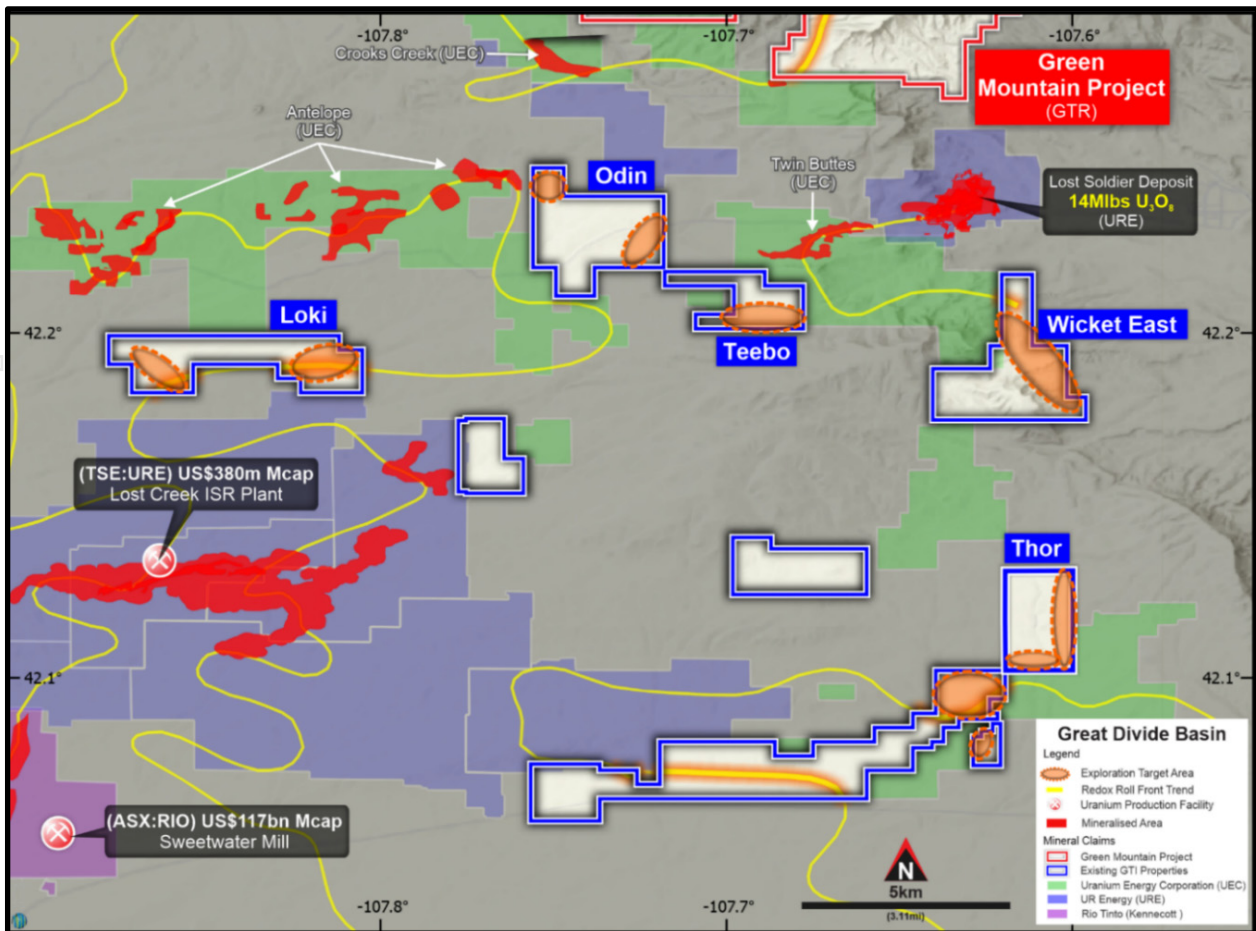 -107.8°
-107.7°
-107.6°
Crooks Creek (UEC)
Green
Mountain Project
(GTR)
Antelope
(UEC)
Odin
Twin Buttes
(UEC)
Lost Soldier Deposit
14Mlbs U₃O₈
(URE)
42.2°
Loki
Teebo
Wicket East
42.2°
(TSE:URE) US$380m Mcap
Lost Creek ISR Plant
Thor
42.1°
42.1°
(ASX:RIO) US$117bn Mcap
Sweetwater Mill
N
5km
(3.11mi)
-107.8°
-107.7°
Great Divide Basin
Legend
Exploration Target Area
Redox Roll Front Trend
Uranium Production Facility
Mineralised Area
Mineral Claims
Green Mountain Project
Existing GTI Properties
Uranium Energy Corporation (UEC)
UR Energy (URE)
Rio Tinto (Kennecott )